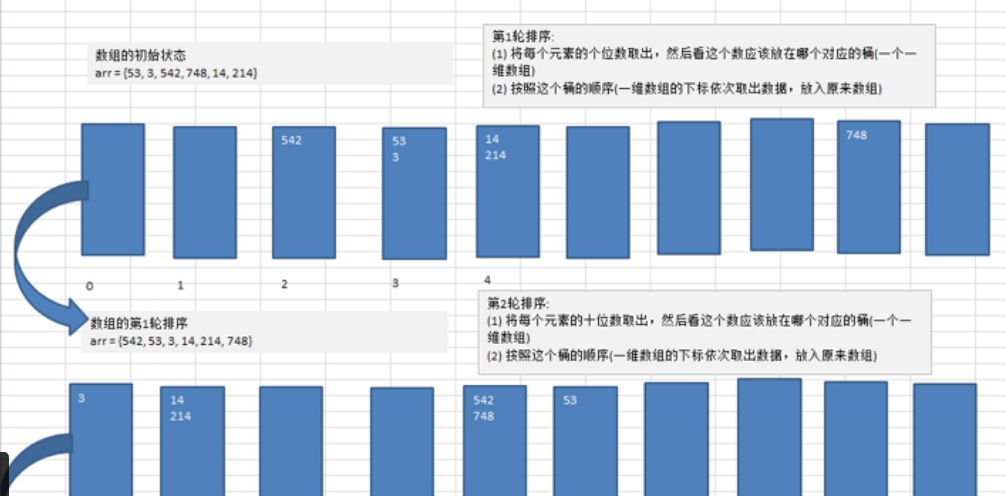 数组的初始状态
arr = {53, 3, 542, 748, 14, 214}
第1轮排序:
(1) 将每个元素的个位数取出，然后看这个数应该放在哪个对应的桶(一个一
维数组)
(2) 按照这个桶的顺序(一维数组的下标依次取出数据，放入原来数组)
542
53
3
14
214
748
0
1
2
3
4
数组的第1轮排序
arr = {542, 53, 3, 14, 214, 748}
第2轮排序:
(1) 将每个元素的十位数取出，然后看这个数应该放在哪个对应的桶(一个一
维数组)
(2) 按照这个桶的顺序(一维数组的下标依次取出数据，放入原来数组)
3
14
214
542
748
53